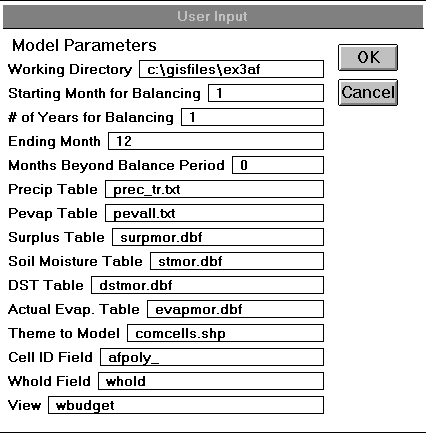 User Input
Model Parameters
OK
Working Directory c:\gisfiles\ex3af
Starting Month for Balancing 1
Cancel
# of Years for Balancing 1
Ending Month 12
Months Beyond Balance Period 0
Precip Table prec_tr.txt
Pevap Table pevall.txt
Surplus Table surpmor.dbf
Soil Moisture Table stmor.dbf
DST Table dstmor.dbf
Actual Evap. Table evapmor.dbf
Theme to Model comcells.shp
Cell ID Field afpoly_
Whold Field whold
View wbudget